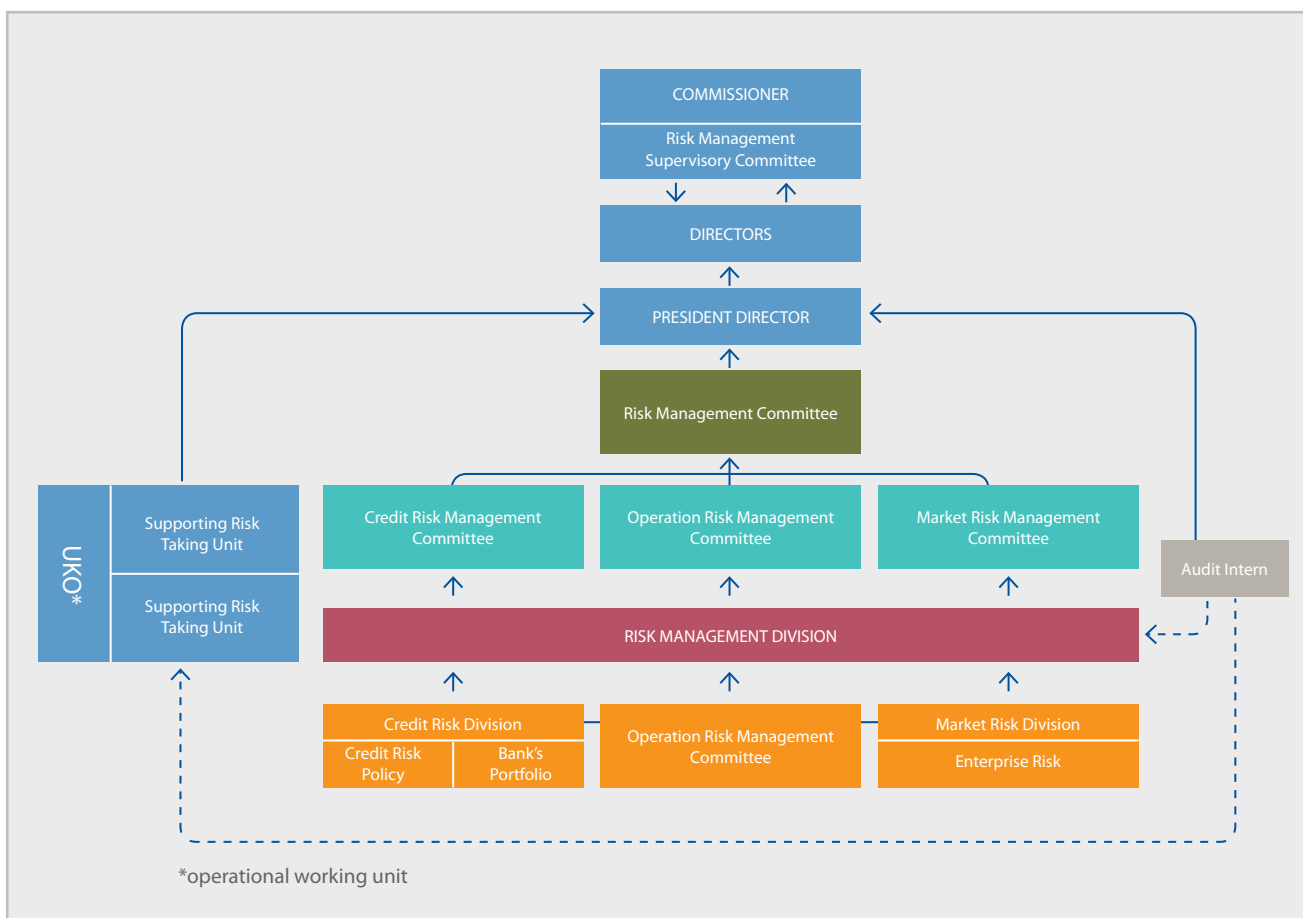 COMMISSIONER
Risk Management
Supervisory Committee
DIRECTORS
PRESIDENT DIRECTOR
Risk Management Committee
UKO*
Supporting Risk
Taking Unit
Supporting Risk
Taking Unit
Credit Risk Management
Committee
Operation Risk Management
Committee
Market Risk Management
Committee
Audit Intern
RISK MANAGEMENT DIVISION
Credit Risk Division
Credit Risk
Policy
Bank's
Portfolio
Operation Risk Management
Committee
Market Risk Division
Enterprise Risk
*operational working unit